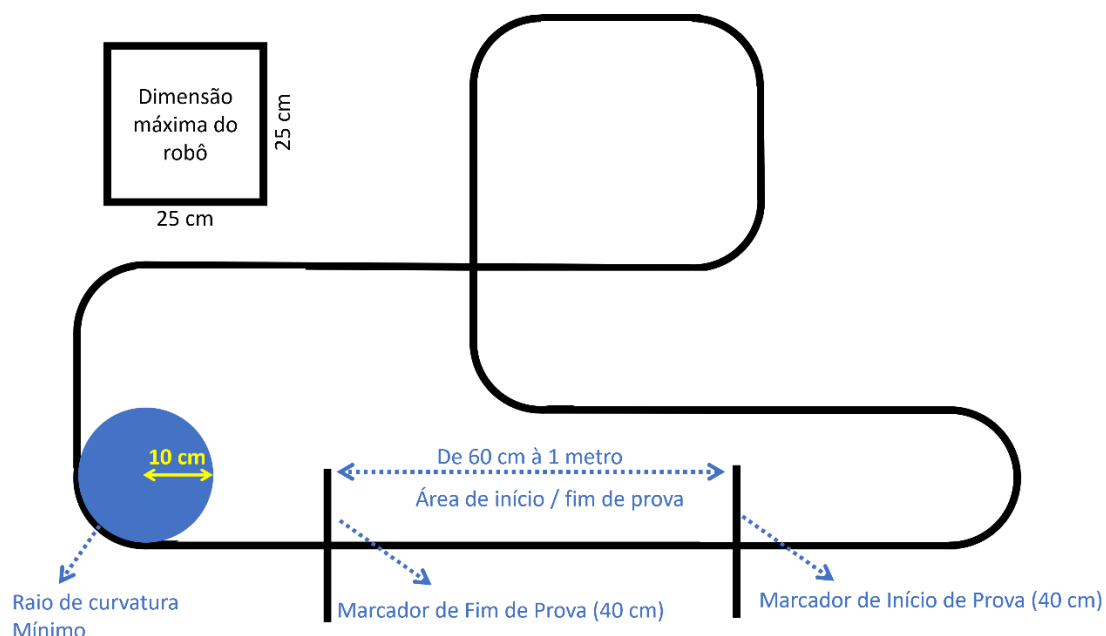 Dimensão
máxima do
robô
25 cm
25 cm
10 cm
De 60 cm à 1 metro
Área de início / fim de prova
Raio de curvatura
Mínimo
Marcador de Fim de Prova (40 cm)
Marcador de Início de Prova (40 cm)